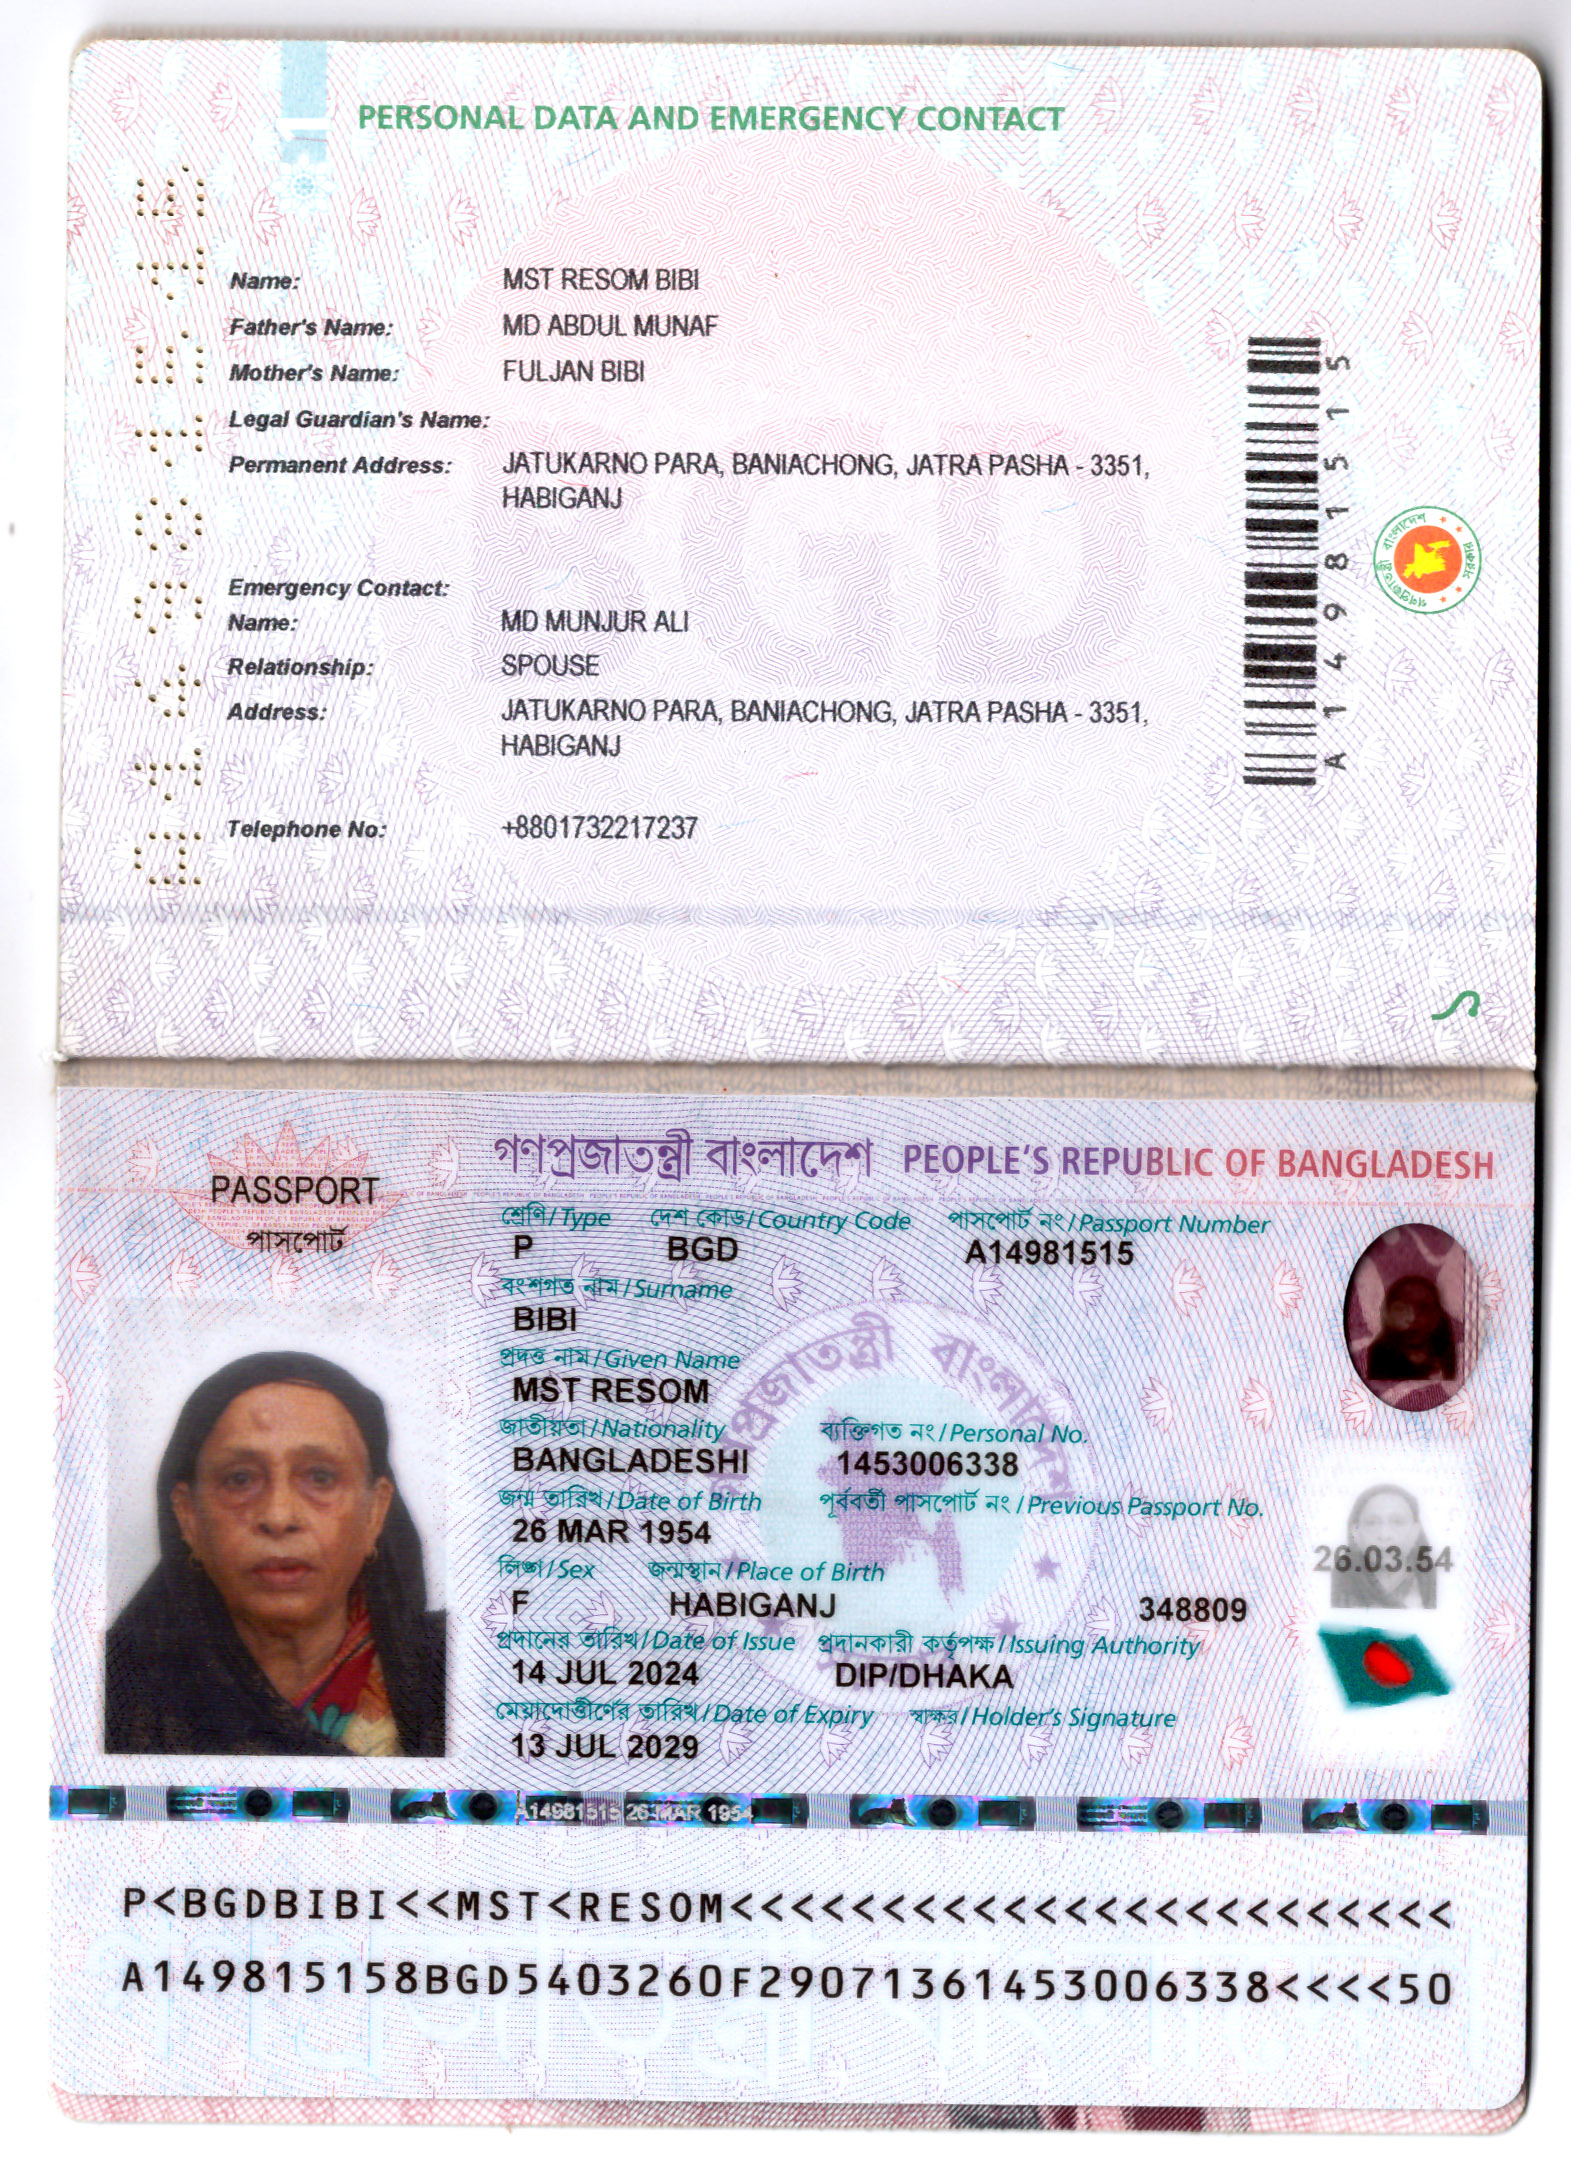 PERSONAL DATA AND EMERGENCY CONTACT
Name: MST RESOM BIBI
Father's Name: MD ABDUL MUNAF
Mother's Name: FULJAN BIBI
Legal Guardian's Name:
Permanent Address: JATUKARNO PARA, BANIACHONG, JATRA PASHA - 3351,
HABIGANJ
Emergency Contact:
Name: MD MUNJUR ALI
Relationship: SPOUSE
Address: JATUKARNO PARA, BANIACHONG, JATRA PASHA - 3351,
HABIGANJ
Telephone No: +8801732217237
A14981515
গণপ্রজাতন্ত্রী বাংলাদেশ PEOPLE'S REPUBLIC OF BANGLADESH
PASSPORT
পাসপোর্ট
শ্রেণি/Type দেশ কোড/Country Code পাসপোর্ট নং/Passport Number
P BGD A14981515
বংশগত নাম/Surname
BIBI
প্রদত্ত নাম/Given Name
MST RESOM
জাতীয়তা/Nationality ব্যক্তিগত নং/Personal No.
BANGLADESHI 1453006338
জন্ম তারিখ/Date of Birth পূর্ববর্তী পাসপোর্ট নং/Previous Passport No.
26 MAR 1954
26.03.54
লিঙ্গ/Sex জন্মস্থান/Place of Birth
F HABIGANJ 348809
প্রদানের তারিখ/Date of Issue প্রদানকারী কর্তৃপক্ষ/Issuing Authority
14 JUL 2024 DIP/DHAKA
মেয়াদোত্তীর্ণের তারিখ/Date of Expiry স্বাক্ষর/Holder's Signature
13 JUL 2029
A14981515 26 MAR 1954
P<BGDBIBI<<MST<RESOM<<<<<<<<<<<<<<<<<<<<<<<<
A149815158BGD5403260F29071361453006338<<<<50